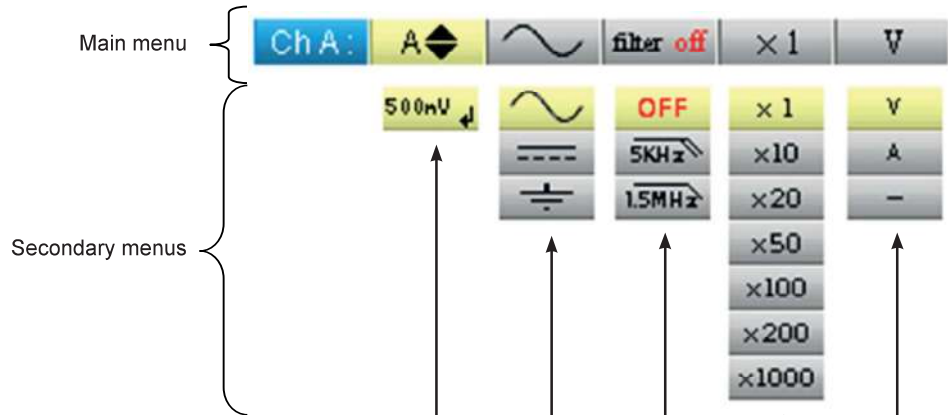 Main menu
Ch A: A filter off ×1 V
500mV OFF ×1 V
5KHz ×10 A
1.5MHz ×20 −
Secondary menus
×50
×100
×200
×1000